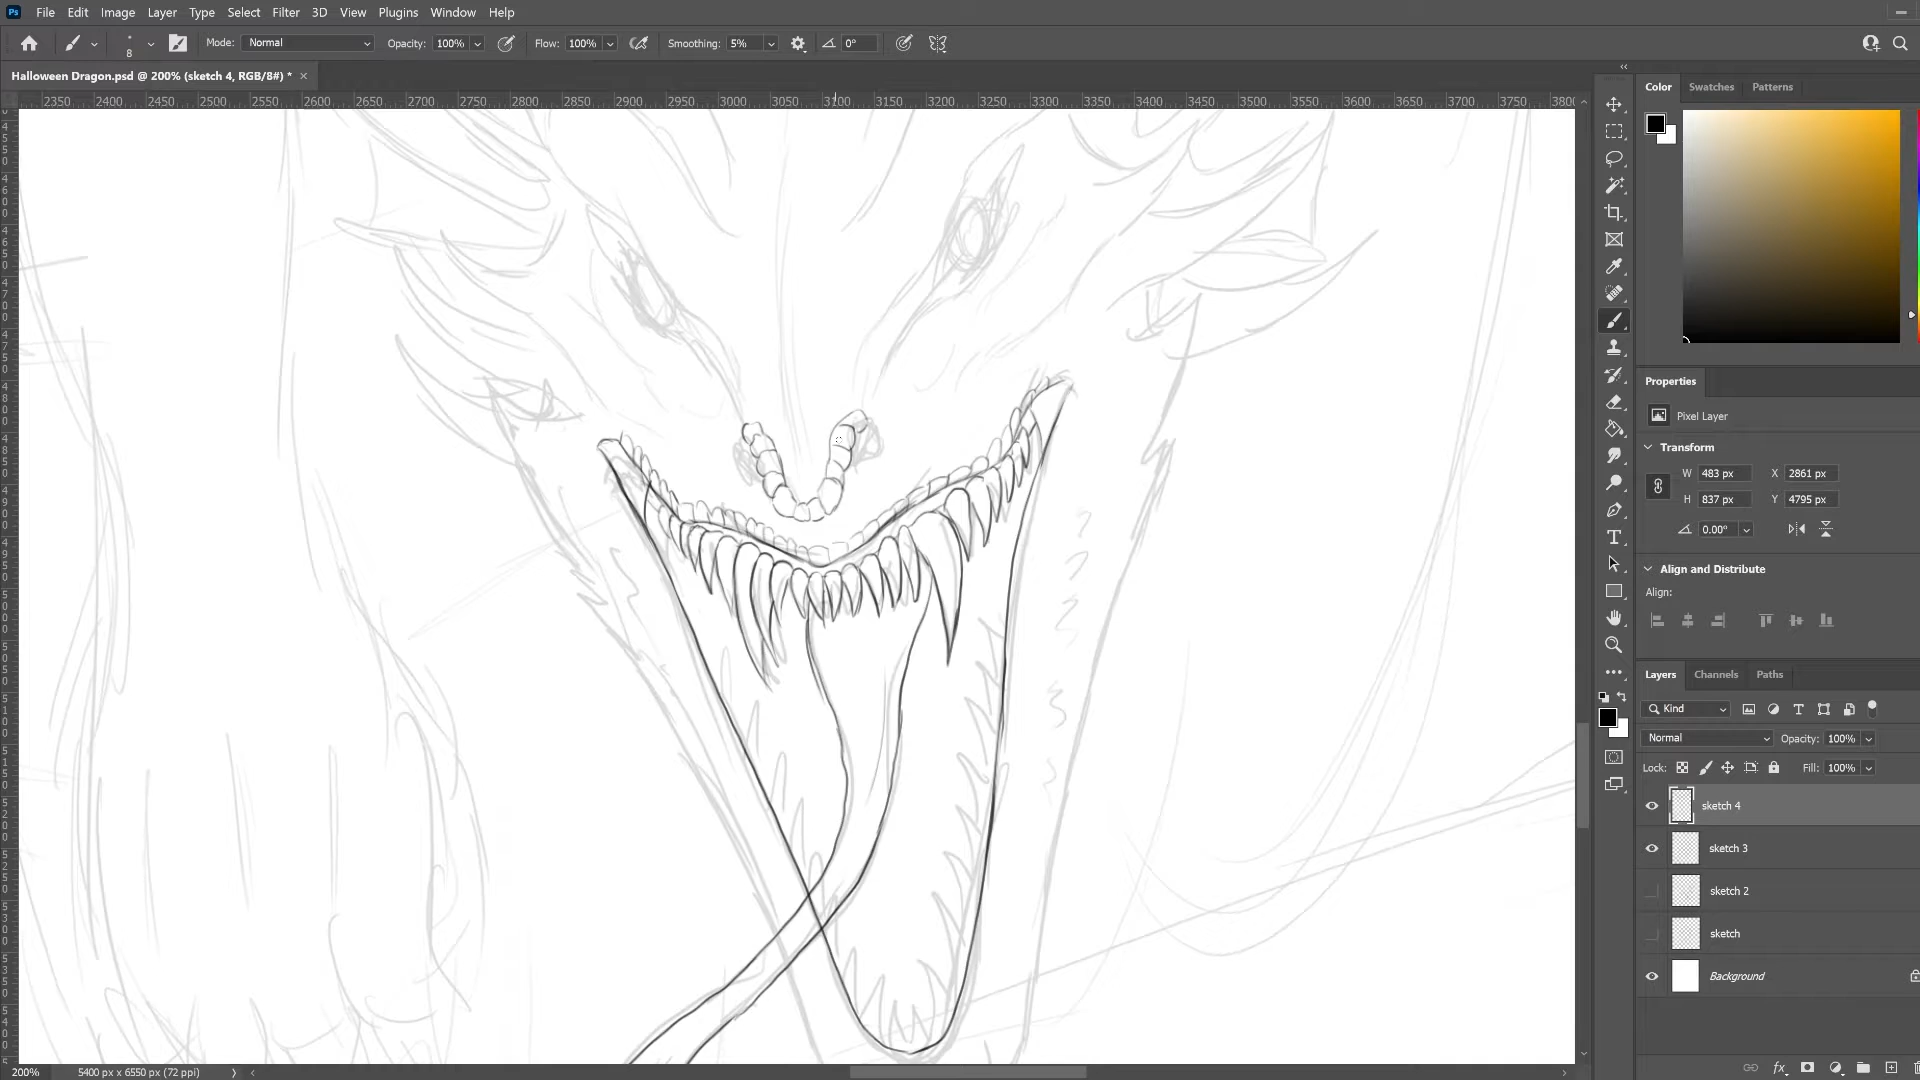 Ps File Edit Image Layer Type Select Filter 3D View Plugins Window Help
8 Mode: Normal Opacity: 100% Flow: 100% Smoothing: 5% 0°
Halloween Dragon.psd @ 200% (sketch 4, RGB/8#) *
2350 2400 2450 2500 2550 2600 2650 2700 2750 2800 2850 2900 2950 3000 3050 3100 3150 3200 3250 3300 3350 3400 3450 3500 3550 3600 3650 3700 3750 3800
Color Swatches Patterns
Properties
Pixel Layer
Transform
W 483 px X 2861 px
H 837 px Y 4795 px
0.00°
Align and Distribute
Align:
Layers Channels Paths
Kind
Normal Opacity: 100%
Lock: Fill: 100%
sketch 4
sketch 3
sketch 2
sketch
Background
200% 5400 px x 6550 px (72 ppi)